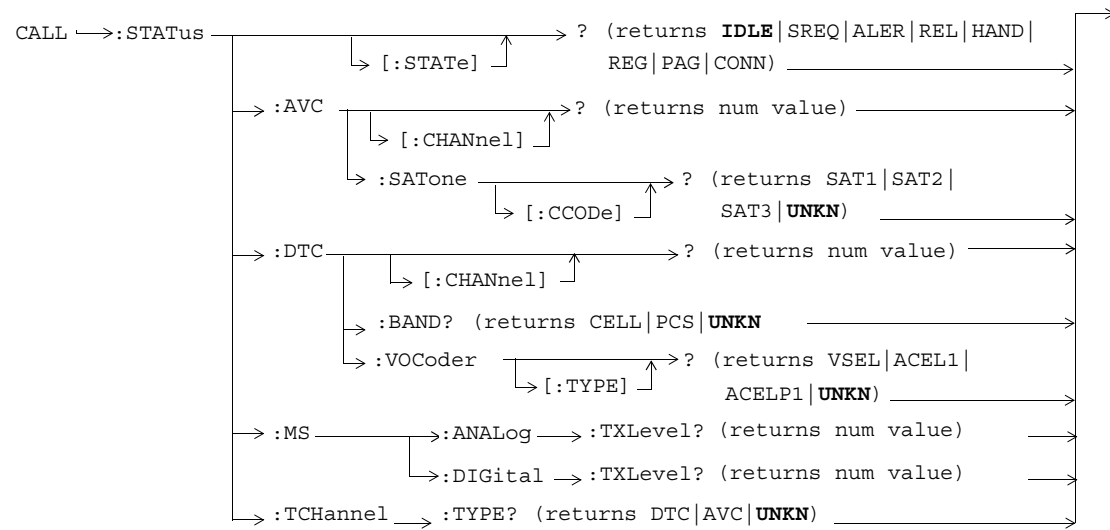 CALL :STATus ? (returns IDLE|SREQ|ALER|REL|HAND|
[:STATe] REG|PAG|CONN)
:AVC ? (returns num value)
[:CHANnel]
:SATone ? (returns SAT1|SAT2|
[:CCODe] SAT3|UNKN)
:DTC ? (returns num value)
[:CHANnel]
:BAND? (returns CELL|PCS|UNKN
:VOCoder ? (returns VSEL|ACEL1|
[:TYPE] ACELP1|UNKN)
:MS :ANALog :TXLevel? (returns num value)
:DIGital :TXLevel? (returns num value)
:TCHannel :TYPE? (returns DTC|AVC|UNKN)